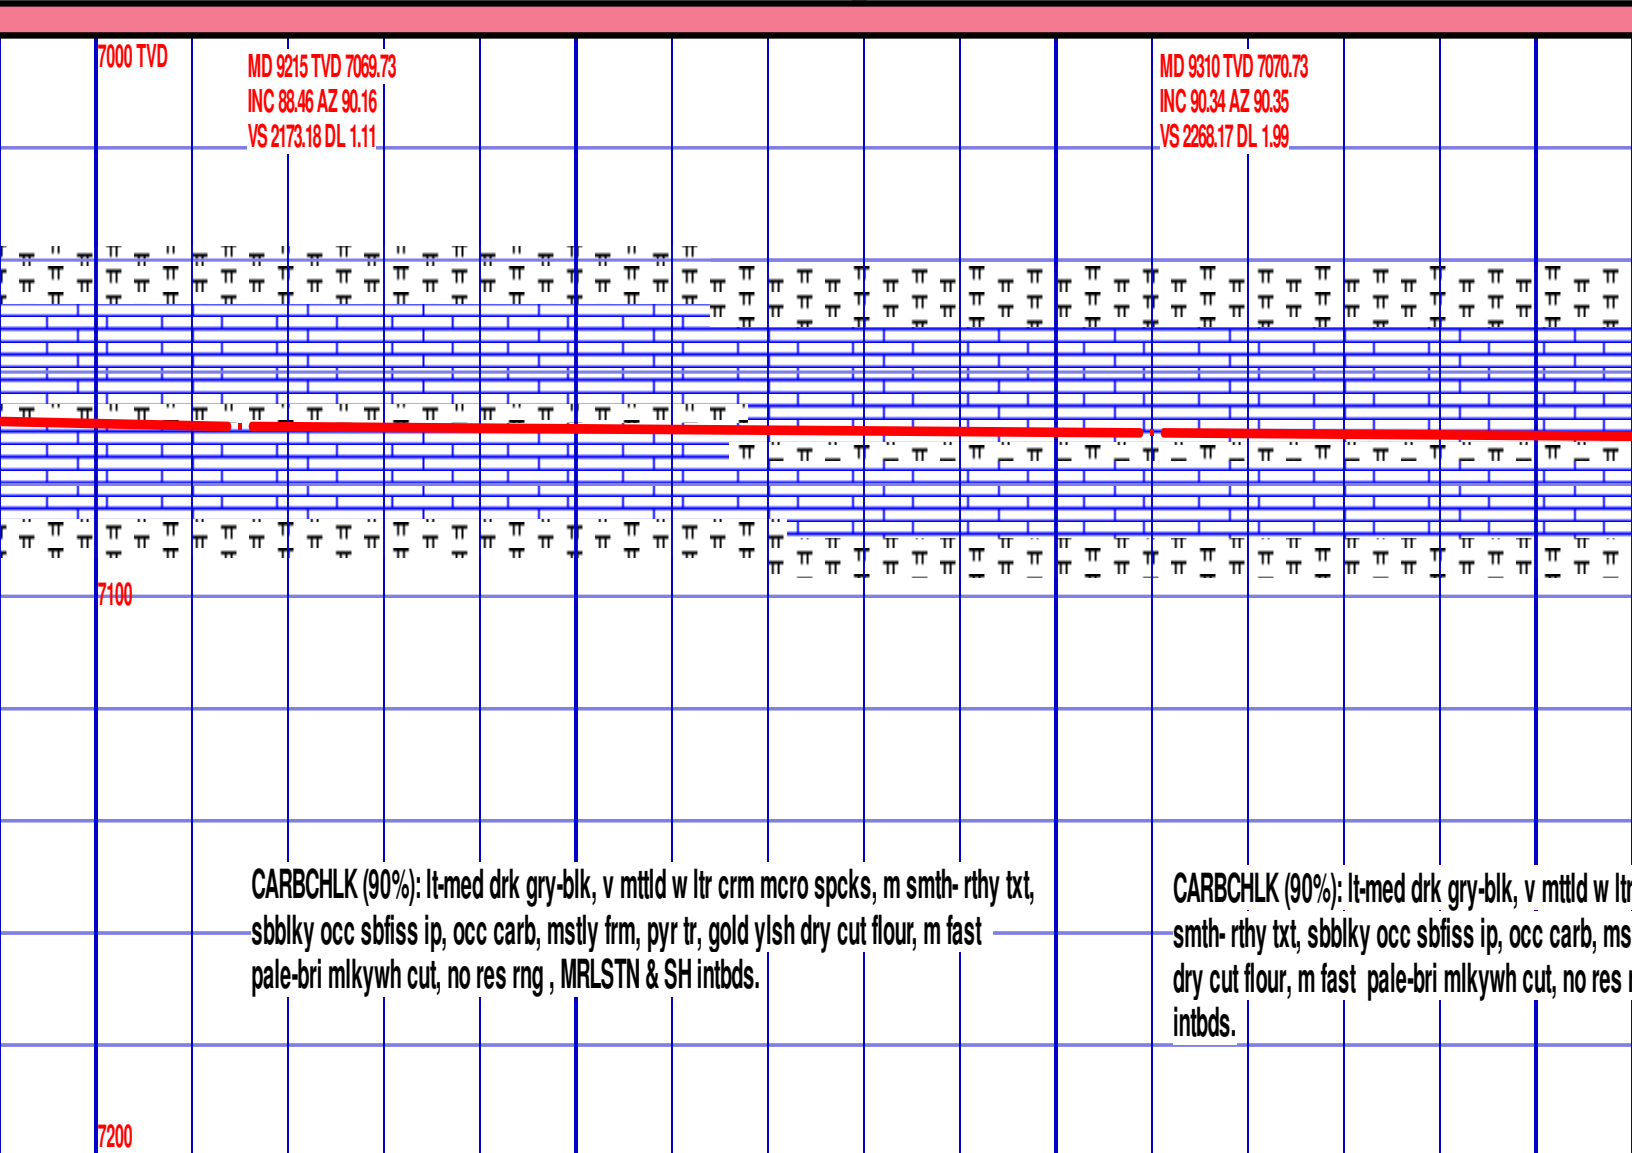 7000 TVD
MD 9215 TVD 7069.73
INC 88.46 AZ 90.16
VS 2173.18 DL 1.11
MD 9310 TVD 7070.73
INC 90.34 AZ 90.35
VS 2268.17 DL 1.99
7100
CARBCHLK (90%): lt-med drk gry-blk, v mttld w ltr crm mcro spcks, m smth- rthy txt,
sbblky occ sbfiss ip, occ carb, mstly frm, pyr tr, gold ylsh dry cut flour, m fast
pale-bri mlkywh cut, no res rng , MRLSTN & SH intbds.
CARBCHLK (90%): lt-med drk gry-blk, v mttld w ltr
smth- rthy txt, sbblky occ sbfiss ip, occ carb, ms
dry cut flour, m fast pale-bri mlkywh cut, no res
intbds.
7200